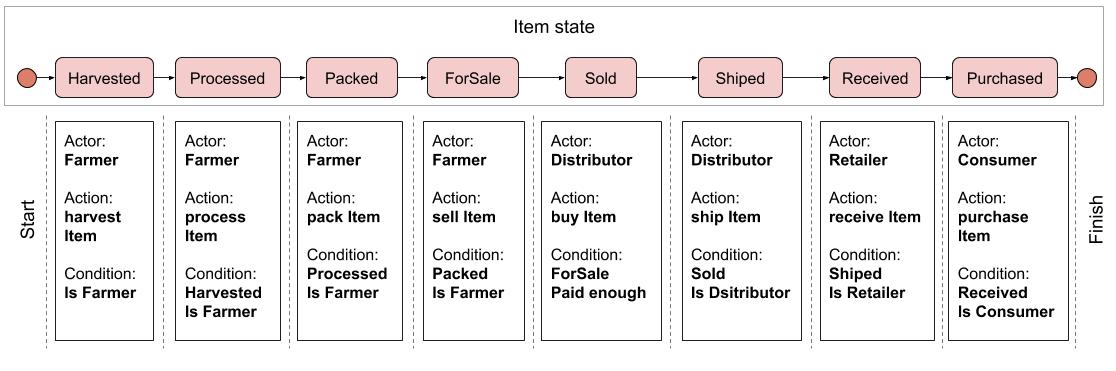 Item state
Harvested
Processed
Packed
ForSale
Sold
Shiped
Received
Purchased
Start
Actor:
Farmer
Action:
harvest
Item
Condition:
Is Farmer
Actor:
Farmer
Action:
process
Item
Condition:
Harvested
Is Farmer
Actor:
Farmer
Action:
pack Item
Condition:
Processed
Is Farmer
Actor:
Farmer
Action:
sell Item
Condition:
Packed
Is Farmer
Actor:
Distributor
Action:
buy Item
Condition:
ForSale
Paid enough
Actor:
Distributor
Action:
ship Item
Condition:
Sold
Is Dsitributor
Actor:
Retailer
Action:
receive Item
Condition:
Shiped
Is Retailer
Actor:
Consumer
Action:
purchase
Item
Condition:
Received
Is Consumer
Finish